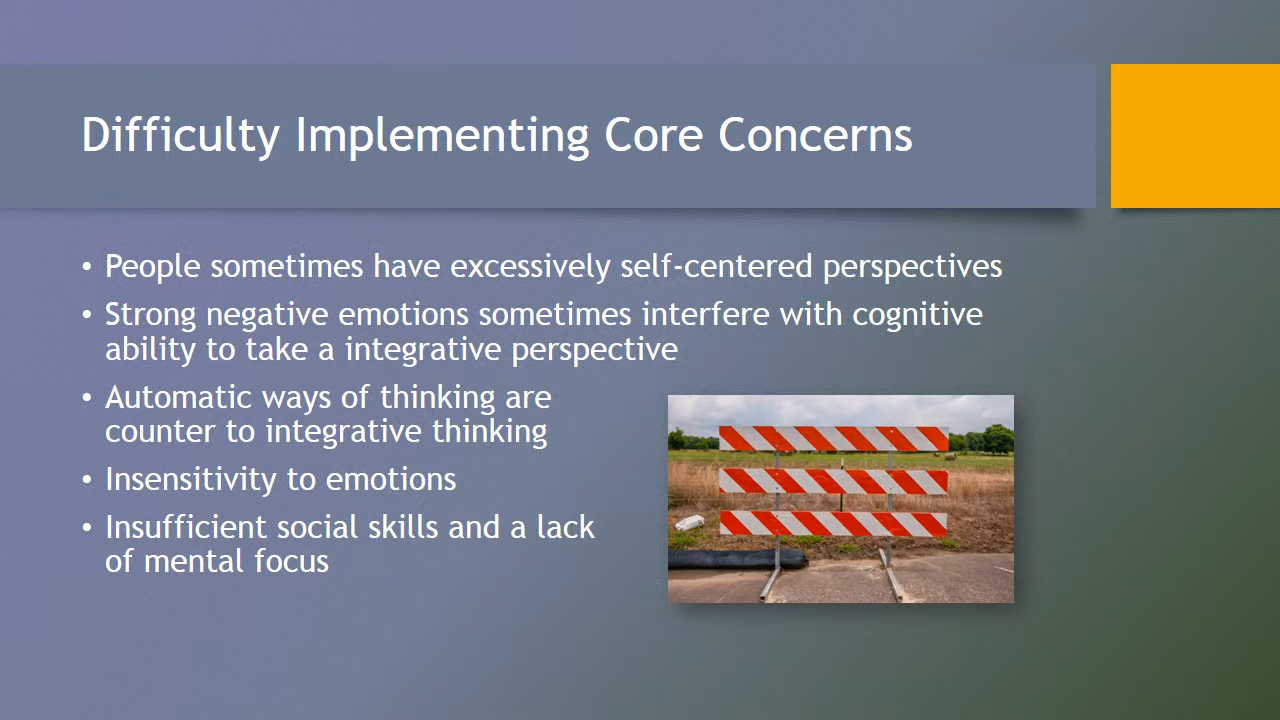 Difficulty Implementing Core Concerns
• People sometimes have excessively self-centered perspectives
• Strong negative emotions sometimes interfere with cognitive
ability to take a integrative perspective
• Automatic ways of thinking are
counter to integrative thinking
• Insensitivity to emotions
• Insufficient social skills and a lack
of mental focus